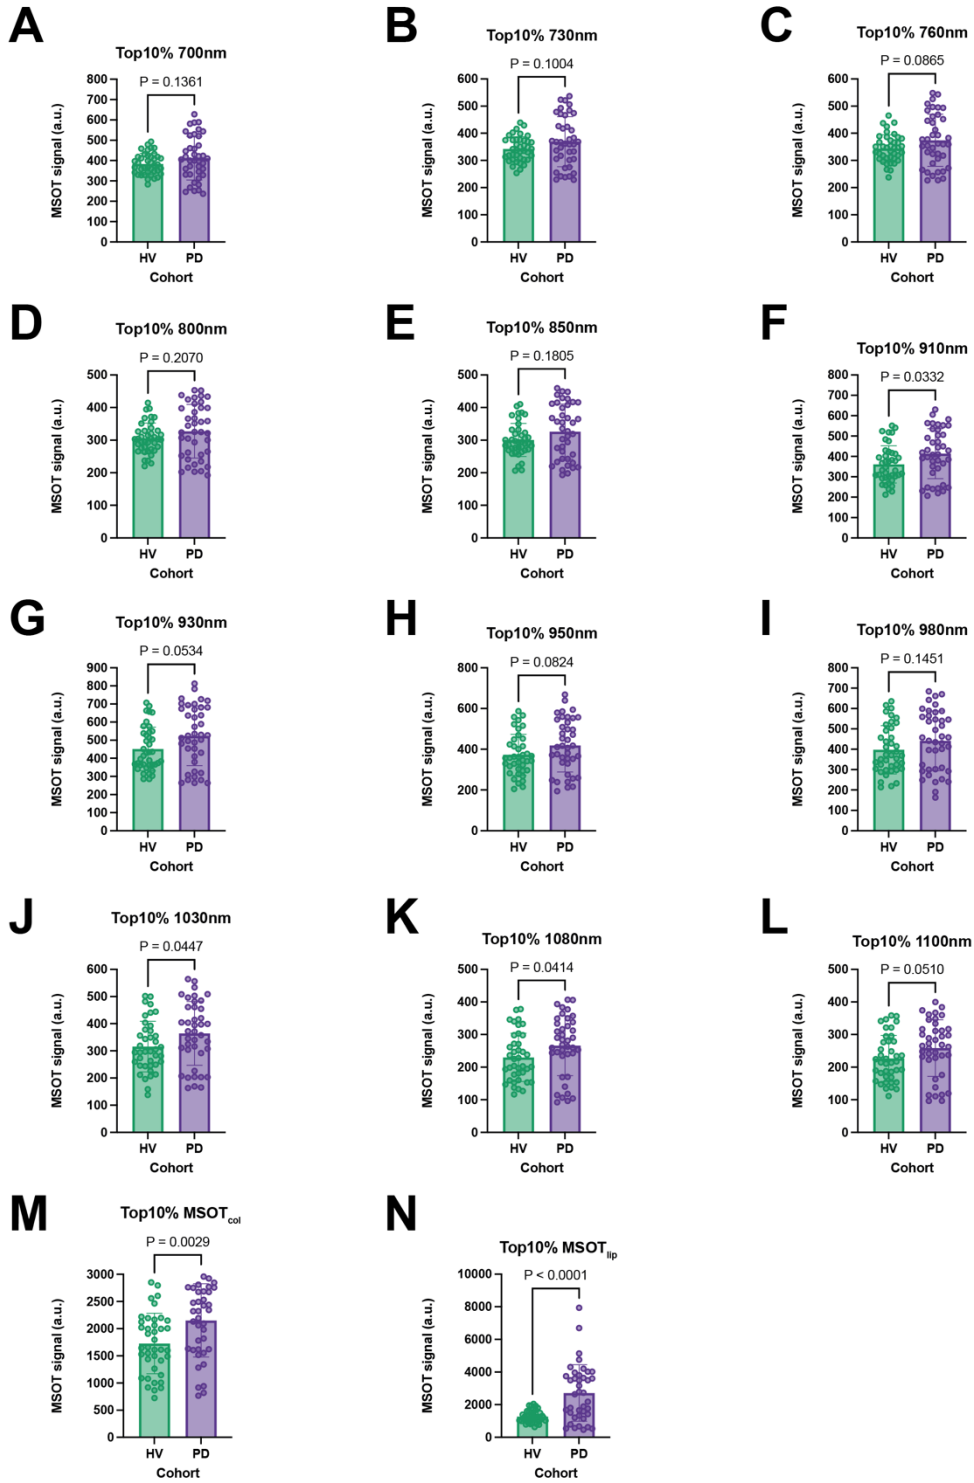 A
Top10% 700nm
P = 0.1361
MSOT signal (a.u.)
800
700
600
500
400
300
200
100
0
HV PD
Cohort
B
Top10% 730nm
P = 0.1004
MSOT signal (a.u.)
600
500
400
300
200
100
0
HV PD
Cohort
C
Top10% 760nm
P = 0.0865
MSOT signal (a.u.)
600
500
400
300
200
100
0
HV PD
Cohort
D
Top10% 800nm
P = 0.2070
MSOT signal (a.u.)
500
400
300
200
100
0
HV PD
Cohort
E
Top10% 850nm
P = 0.1805
MSOT signal (a.u.)
500
400
300
200
100
0
HV PD
Cohort
F
Top10% 910nm
P = 0.0332
MSOT signal (a.u.)
800
700
600
500
400
300
200
100
0
HV PD
Cohort
G
Top10% 930nm
P = 0.0534
MSOT signal (a.u.)
900
800
700
600
500
400
300
200
100
0
HV PD
Cohort
H
Top10% 950nm
P = 0.0824
MSOT signal (a.u.)
800
600
400
200
0
HV PD
Cohort
I
Top10% 980nm
P = 0.1451
MSOT signal (a.u.)
800
700
600
500
400
300
200
100
0
HV PD
Cohort
J
Top10% 1030nm
P = 0.0447
MSOT signal (a.u.)
600
500
400
300
200
100
0
HV PD
Cohort
K
Top10% 1080nm
P = 0.0414
MSOT signal (a.u.)
500
400
300
200
100
0
HV PD
Cohort
L
Top10% 1100nm
P = 0.0510
MSOT signal (a.u.)
500
400
300
200
100
0
HV PD
Cohort
M
Top10% MSOTcol
P = 0.0029
MSOT signal (a.u.)
3000
2500
2000
1500
1000
500
0
HV PD
Cohort
N
Top10% MSOTlip
P < 0.0001
MSOT signal (a.u.)
10000
8000
6000
4000
2000
0
HV PD
Cohort